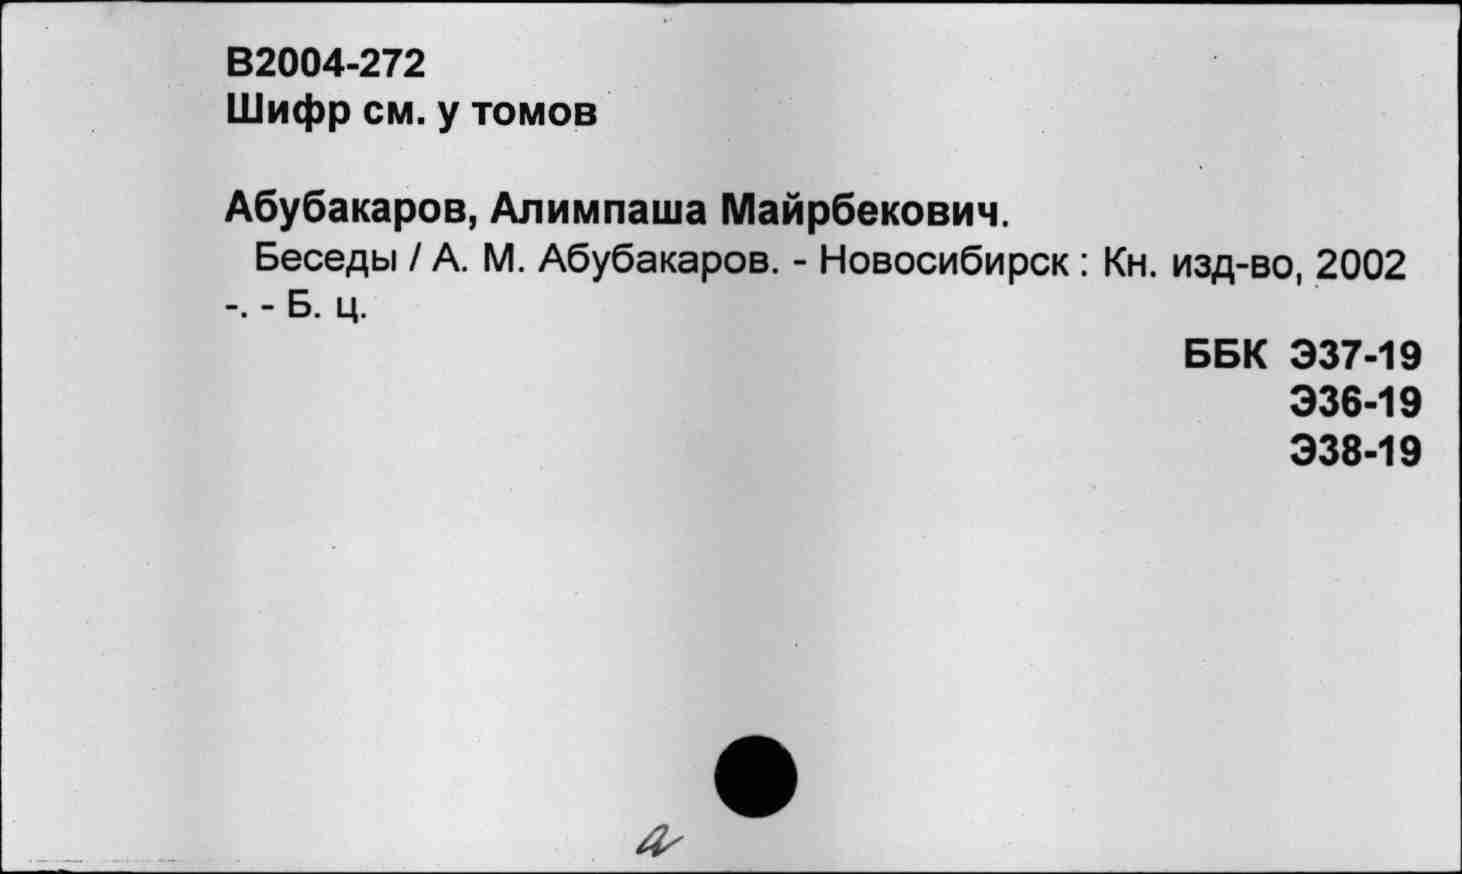 В2004-272
Шифр см. у томов
Абубакаров, Алимпаша Майрбекович.
Беседы / А. М. Абубакаров. - Новосибирск : Кн. изд-во, 2002
-. - Б. ц.
ББК Э37-19
Э36-19
Э38-19